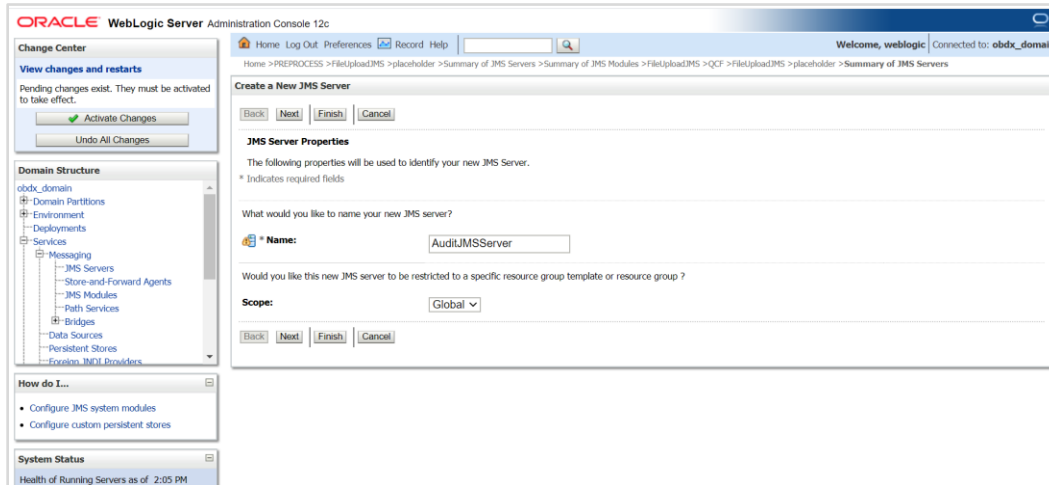 ORACLE WebLogic Server Administration Console 12c
Change Center
View changes and restarts
Pending changes exist. They must be activated
to take effect.
Activate Changes
Undo All Changes
Domain Structure
obdx_domain
Domain Partitions
Environment
Deployments
Services
Messaging
JMS Servers
Store-and-Forward Agents
JMS Modules
Path Services
Bridges
Data Sources
Persistent Stores
Foreign JNDI Providers
How do I...
Configure JMS system modules
Configure custom persistent stores
System Status
Health of Running Servers as of 2:05 PM
Home Log Out Preferences Record Help
Welcome, weblogic Connected to: obdx_domai
Home >PREPROCESS >FileUploadJMS >placeholder >Summary of JMS Servers >Summary of JMS Modules >FileUploadJMS >QCF >FileUploadJMS >placeholder >Summary of JMS Servers
Create a New JMS Server
Back Next Finish Cancel
JMS Server Properties
The following properties will be used to identify your new JMS Server.
* Indicates required fields
What would you like to name your new JMS server?
* Name: AuditJMSServer
Would you like this new JMS server to be restricted to a specific resource group template or resource group ?
Scope: Global
Back Next Finish Cancel